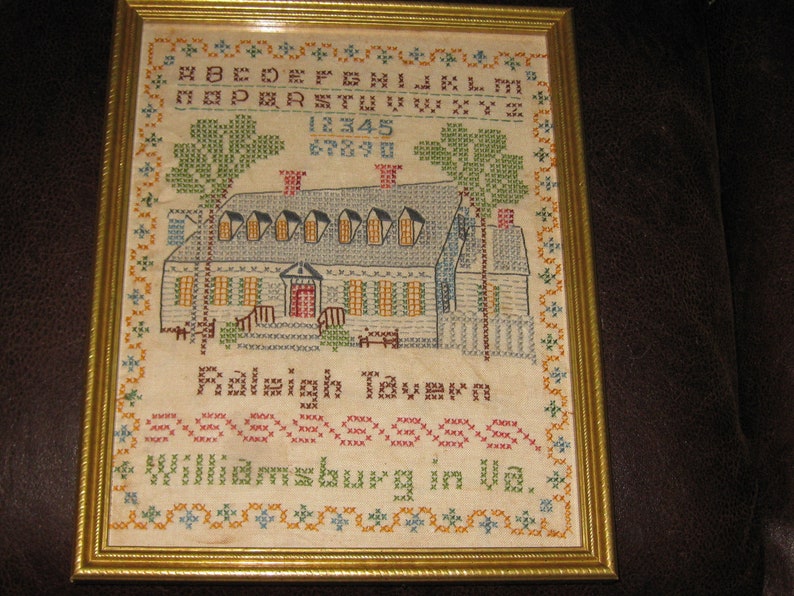 ABCDEFGHIJKLM
NOPQRSTUVWXYZ
12345
67890
Raleigh Tavern
Williamsburg in Va.